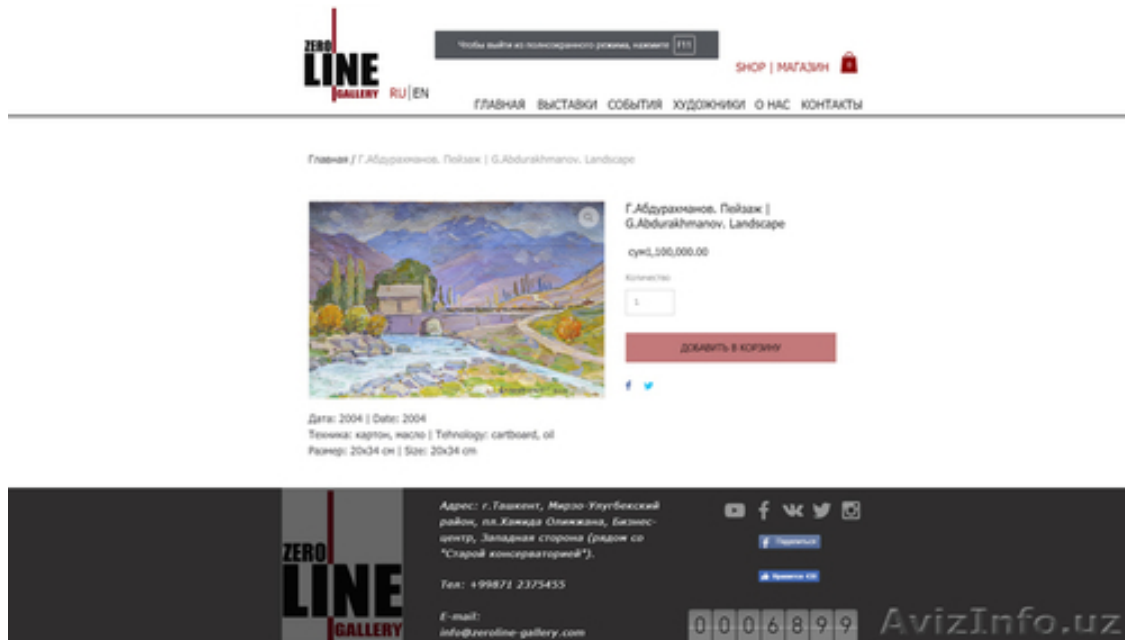 ZERO
LINE
GALLERY
RU|EN
Чтобы выйти из полноэкранного режима, нажмите F11
SHOP | МАГАЗИН
0
ГЛАВНАЯ ВЫСТАВКИ СОБЫТИЯ ХУДОЖНИКИ О НАС КОНТАКТЫ
Главная / Г.Абдурахманов. Пейзаж | G.Abdurakhmanov. Landscape
Г.Абдурахманов. Пейзаж |
G.Abdurakhmanov. Landscape
сум1,100,000.00
Количество
1
ДОБАВИТЬ В КОРЗИНУ
Дата: 2004 | Date: 2004
Техника: картон, масло | Tehnology: cartboard, oil
Размер: 20x34 см | Size: 20x34 cm
ZERO
LINE
GALLERY
Адрес: г.Ташкент, Мирзо-Улугбекский
район, пл.Хамида Олимжана, Бизнес-
центр, Западная сторона (рядом со
"Старой консерваторией").
Тел: +99871 2375455
E-mail:
info@zeroline-gallery.com
Поделиться
Нравится
0006899
AvizInfo.uz